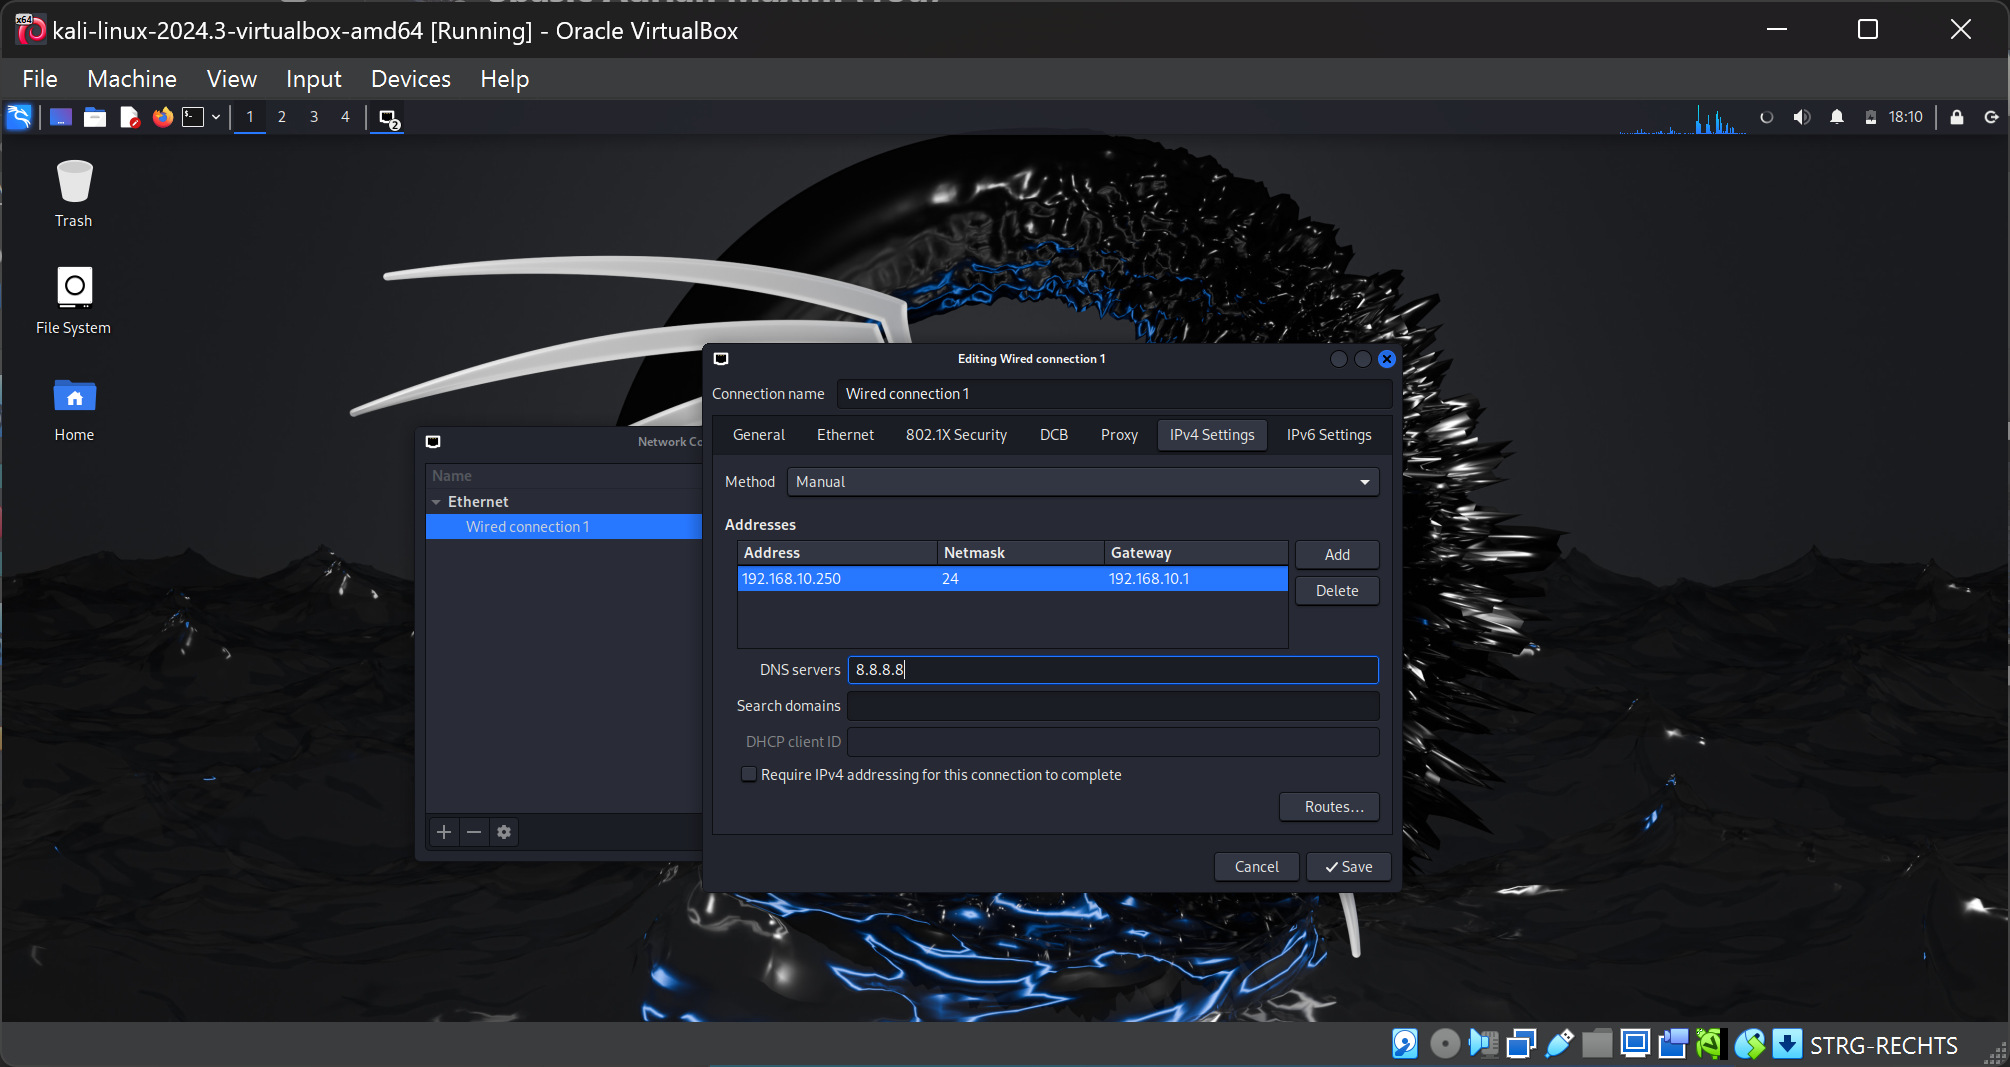 kali-linux-2024.3-virtualbox-amd64 [Running] - Oracle VirtualBox
File Machine View Input Devices Help
1 2 3 4 2 18:10
Trash
File System
Home
Network Co
Name
Ethernet
Wired connection 1
Editing Wired connection 1
Connection name Wired connection 1
General Ethernet 802.1X Security DCB Proxy IPv4 Settings IPv6 Settings
Method Manual
Addresses
Address Netmask Gateway Add
192.168.10.250 24 192.168.10.1
Delete
DNS servers 8.8.8.8
Search domains
DHCP client ID
Require IPv4 addressing for this connection to complete
Routes...
Cancel Save
STRG-RECHTS